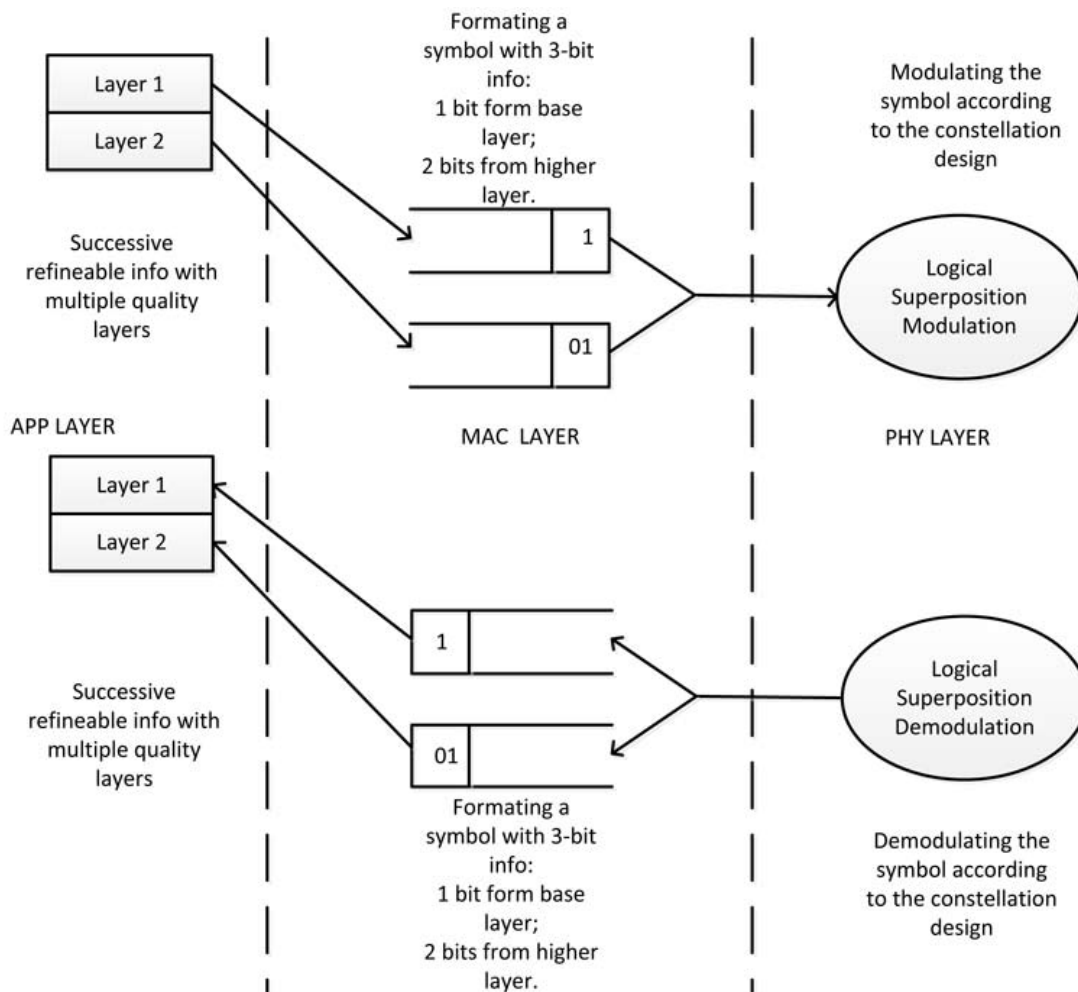 Formating a
symbol with 3-bit
info:
1 bit form base
layer;
2 bits from higher
layer.
Layer 1
Layer 2
Modulating the
symbol according
to the constellation
design
Successive
refineable info with
multiple quality
layers
1
01
Logical
Superposition
Modulation
APP LAYER
MAC LAYER
PHY LAYER
Layer 1
Layer 2
Successive
refineable info with
multiple quality
layers
1
01
Logical
Superposition
Demodulation
Formating a
symbol with 3-bit
info:
1 bit form base
layer;
2 bits from higher
layer.
Demodulating the
symbol according
to the constellation
design